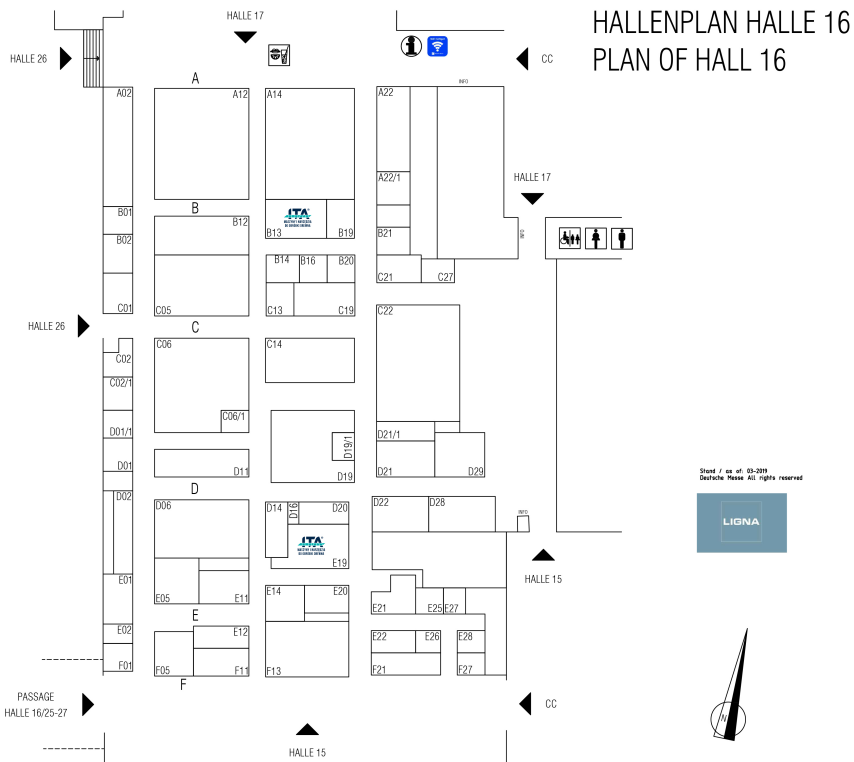 HALLENPLAN HALLE 16
PLAN OF HALL 16
HALLE 17
HALLE 26
CC
A
INFO
A02
A12
A14
A22
A22/1
HALLE 17
B
B01
B12
ITA
B13
B19
B21
INFO
B02
B14
B16
B20
C21
C27
C01
C05
C13
C19
C22
HALLE 26
C
C02
C06
C14
C02/1
C06/1
D01/1
D21/1
D19/1
D01
D11
D19
D21
D29
Stand / as of: 03-2019
Deutsche Messe All rights reserved
D
D02
D06
D14
D16
D20
D22
D28
INFO
LIGNA
ITA
E19
HALLE 15
E01
E05
E11
E14
E20
E21
E25
E27
E
E02
E12
E22
E26
E28
F01
F05
F11
F13
F21
F27
F
PASSAGE
HALLE 16/25-27
CC
N
HALLE 15